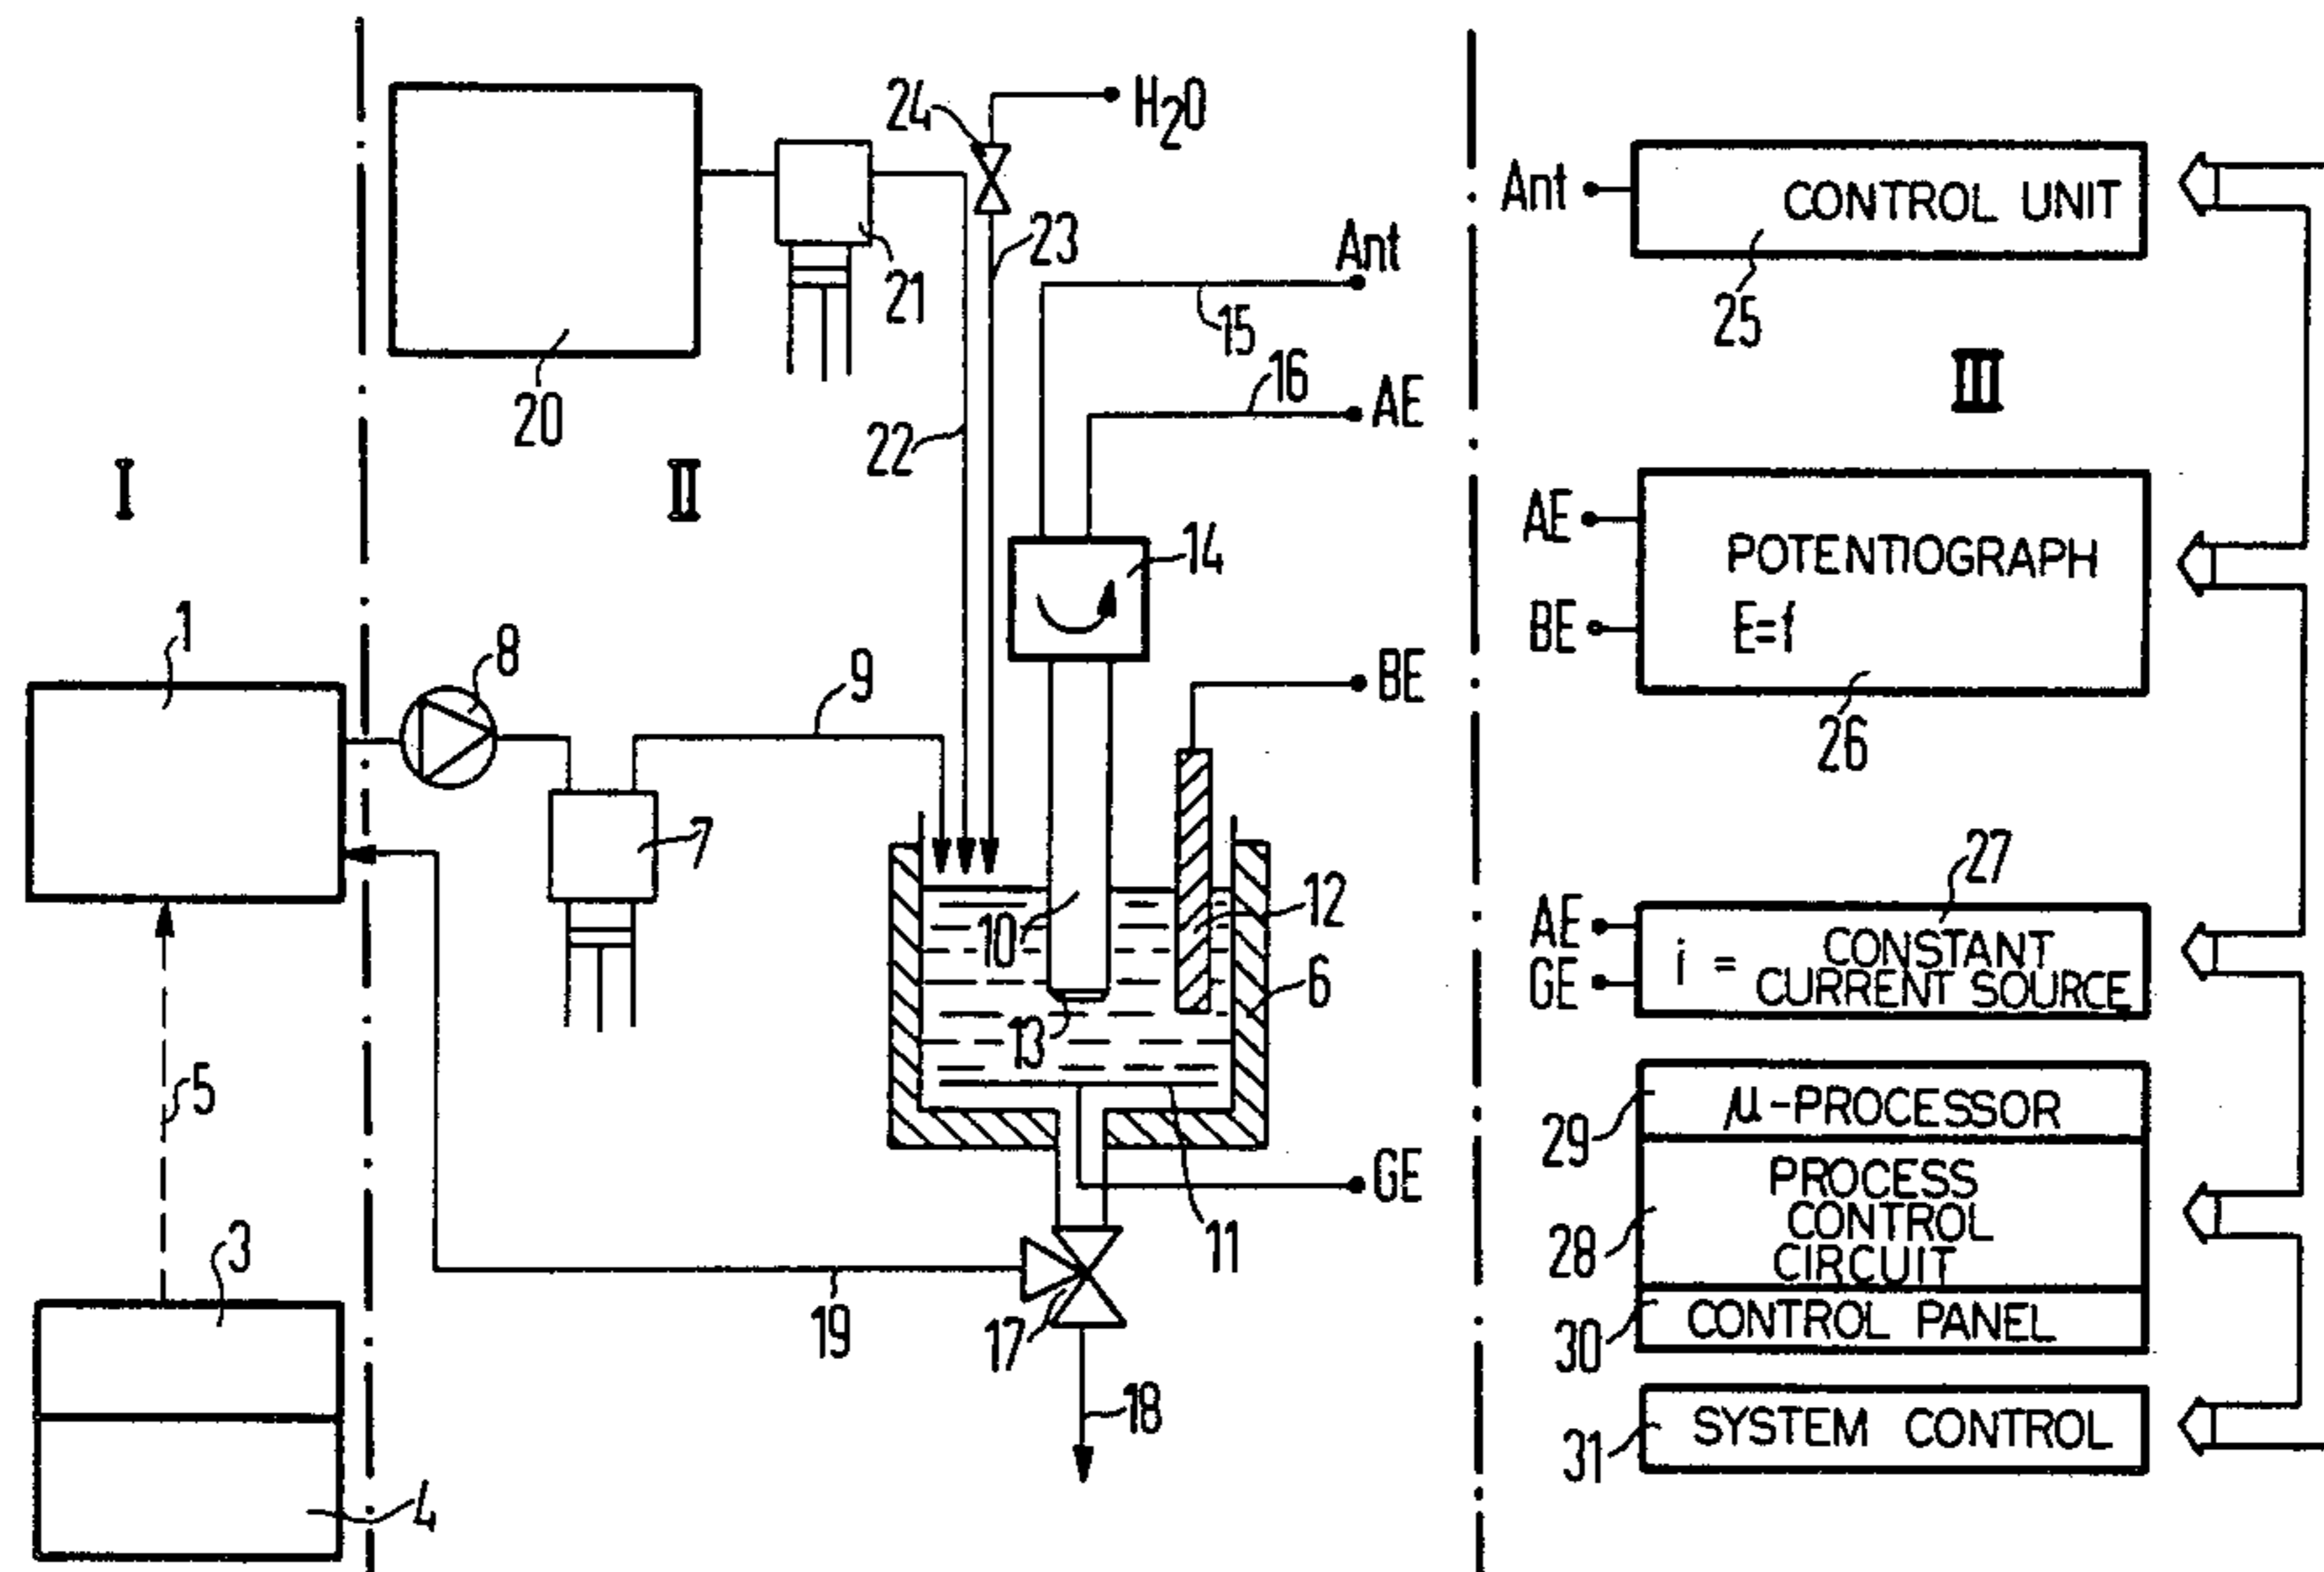 I
1
3
4
5
II
20
21
22
24
H2O
23
Ant
15
16
AE
14
8
9
7
BE
10
12
6
13
11
GE
17
19
18
III
Ant
CONTROL UNIT
25
AE
BE
POTENTIOGRAPH
E=f
26
27
AE
GE
i = CONSTANT
CURRENT SOURCE
29
μ-PROCESSOR
28
PROCESS
CONTROL
CIRCUIT
30
CONTROL PANEL
31
SYSTEM CONTROL